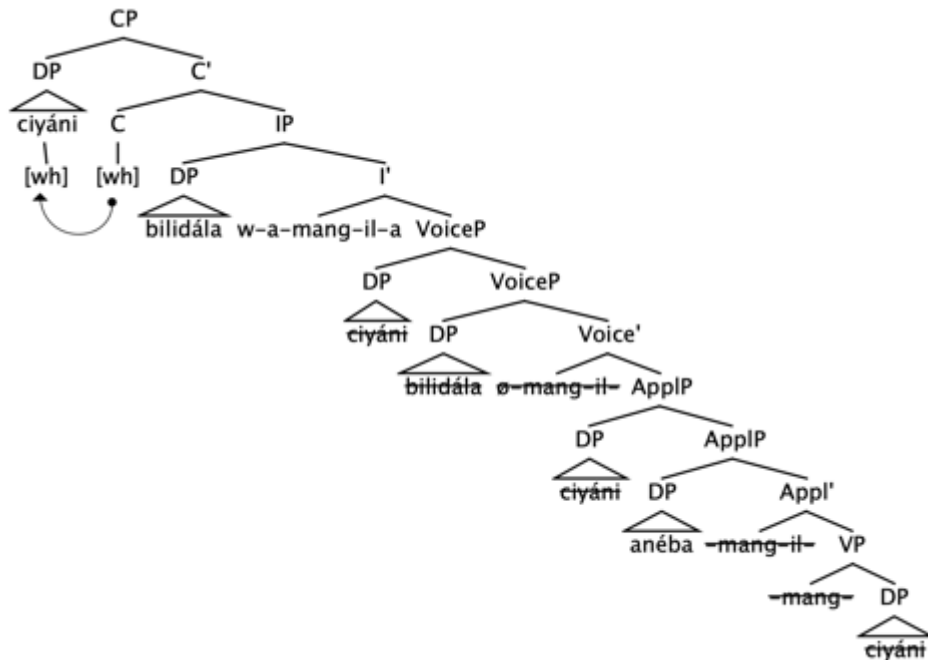 CP
DP C'
ciyáni C IP
[wh] [wh] DP I'
bilidála w-a-mang-il-a VoiceP
DP VoiceP
ciyáni DP Voice'
bilidála ø-mang-il- ApplP
DP ApplP
ciyáni DP Appl'
anéba -mang-il- VP
-mang- DP
ciyáni